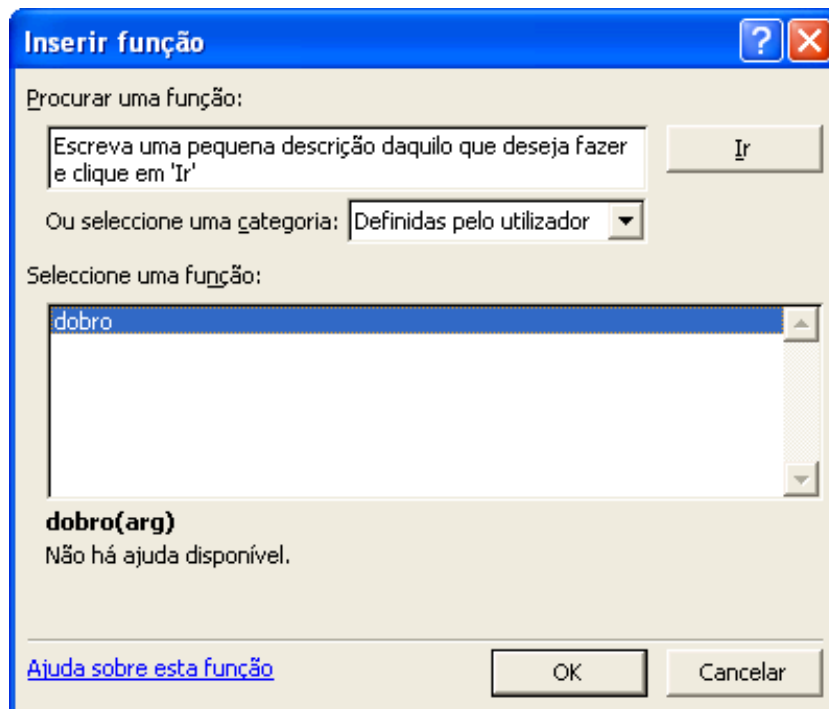 Inserir função
Procurar uma função:
Escreva uma pequena descrição daquilo que deseja fazer
e clique em 'Ir'
Ir
Ou seleccione uma categoria: Definidas pelo utilizador
Seleccione uma função:
dobro
dobro(arg)
Não há ajuda disponível.
Ajuda sobre esta função OK Cancelar